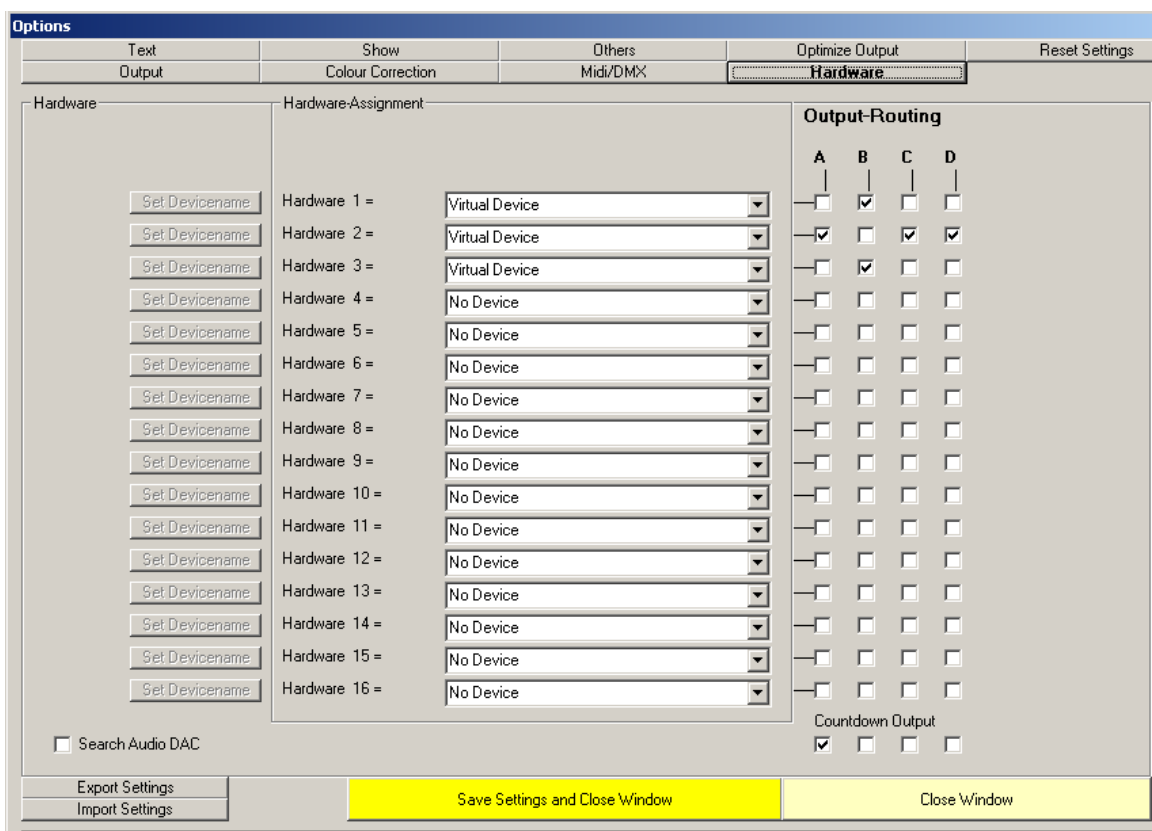 Options
Text Show Others Optimize Output Reset Settings
Output Colour Correction Midi/DMX Hardware
Hardware Hardware-Assignment
Output-Routing
A B C D
Set Devicename Hardware 1 = Virtual Device
Set Devicename Hardware 2 = Virtual Device
Set Devicename Hardware 3 = Virtual Device
Set Devicename Hardware 4 = No Device
Set Devicename Hardware 5 = No Device
Set Devicename Hardware 6 = No Device
Set Devicename Hardware 7 = No Device
Set Devicename Hardware 8 = No Device
Set Devicename Hardware 9 = No Device
Set Devicename Hardware 10 = No Device
Set Devicename Hardware 11 = No Device
Set Devicename Hardware 12 = No Device
Set Devicename Hardware 13 = No Device
Set Devicename Hardware 14 = No Device
Set Devicename Hardware 15 = No Device
Set Devicename Hardware 16 = No Device
Countdown Output
Search Audio DAC
Export Settings
Import Settings
Save Settings and Close Window Close Window